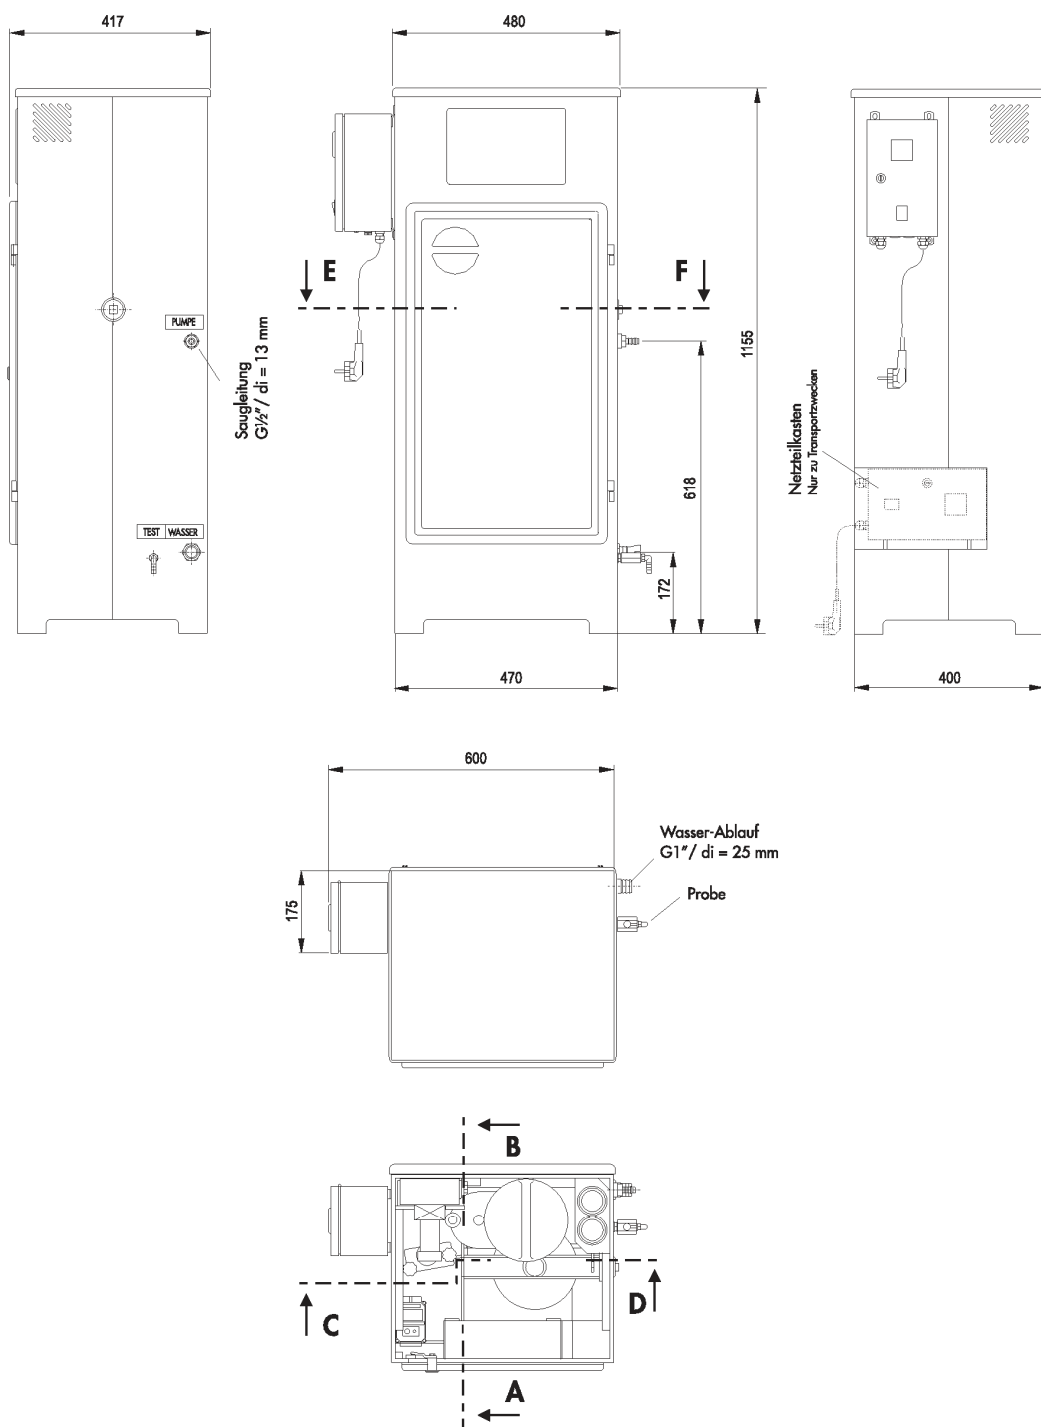 417
480
E
F
PUMPE
Saugleitung
G½"/ di = 13 mm
1155
618
Netzteilkasten
Nur zu Transportzwecken
TEST
WASSER
172
470
400
600
175
Wasser-Ablauf
G1"/ di = 25 mm
Probe
B
C
D
A